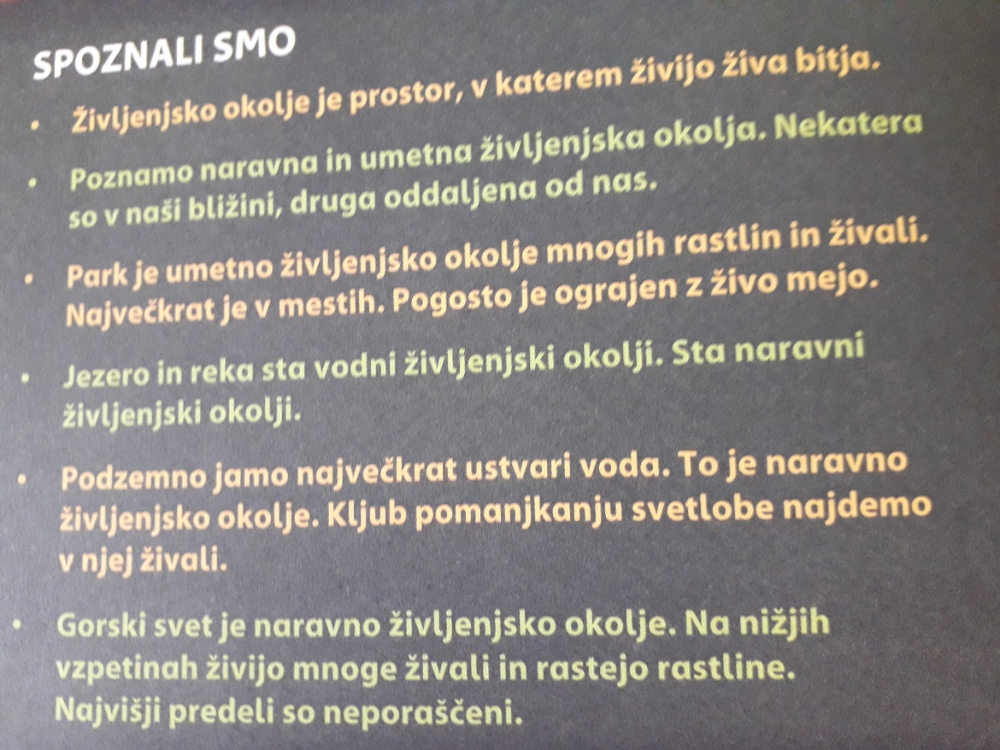 SPOZNALI SMO
• Življenjsko okolje je prostor, v katerem živijo živa bitja.
• Poznamo naravna in umetna življenjska okolja. Nekatera
so v naši bližini, druga oddaljena od nas.
• Park je umetno življenjsko okolje mnogih rastlin in živali.
Največkrat je v mestih. Pogosto je ograjen z živo mejo.
• Jezero in reka sta vodni življenjski okolji. Sta naravni
življenjski okolji.
• Podzemno jamo največkrat ustvari voda. To je naravno
življenjsko okolje. Kljub pomanjkanju svetlobe najdemo
v njej živali.
• Gorski svet je naravno življenjsko okolje. Na nižjih
vzpetinah živijo mnoge živali in rastejo rastline.
Najvišji predeli so neporaščeni.